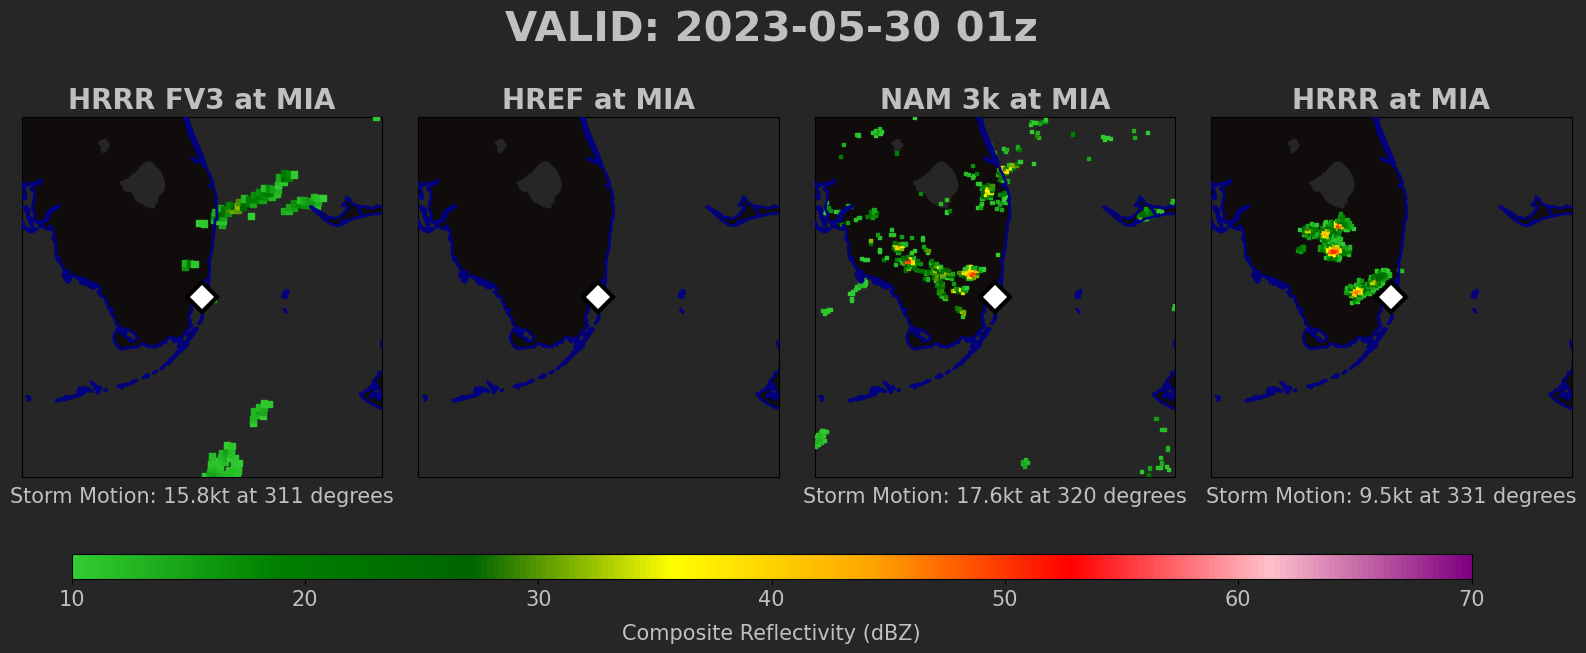 VALID: 2023-05-30 01z
HRRR FV3 at MIA
HREF at MIA
NAM 3k at MIA
HRRR at MIA
Storm Motion: 15.8kt at 311 degrees
Storm Motion: 17.6kt at 320 degrees
Storm Motion: 9.5kt at 331 degrees
10 20 30 40 50 60 70
Composite Reflectivity (dBZ)